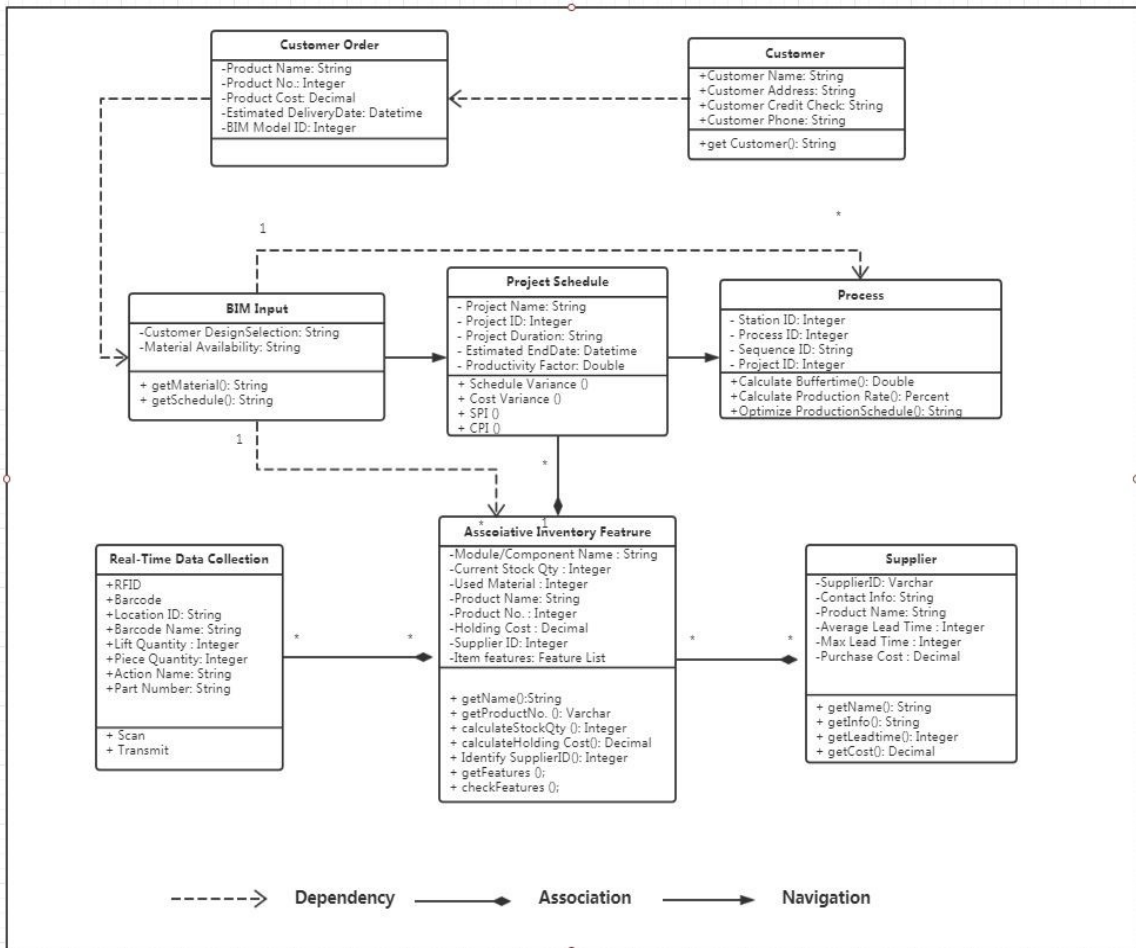 Customer Order
-Product Name: String
-Product No.: Integer
-Product Cost: Decimal
-Estimated DeliveryDate: Datetime
-BIM Model ID: Integer
Customer
+Customer Name: String
+Customer Address: String
+Customer Credit Check: String
+Customer Phone: String
+get Customer(): String
1
*
BIM Input
-Customer DesignSelection: String
-Material Availability: String
+ getMaterial(): String
+ getSchedule(): String
Project Schedule
- Project Name: String
- Project ID: Integer
- Project Duration: String
- Estimated EndDate: Datetime
- Productivity Factor: Double
+ Schedule Variance ()
+ Cost Variance ()
+ SPI ()
+ CPI ()
Process
- Station ID: Integer
- Process ID: Integer
- Sequence ID: String
- Project ID: Integer
+Calculate Buffertime(): Double
+Calculate Production Rate(): Percent
+Optimize ProductionSchedule(): String
1
*
*
1
Real-Time Data Collection
+RFID
+Barcode
+Location ID: String
+Barcode Name: String
+Lift Quantity : Integer
+Piece Quantity: Integer
+Action Name: String
+Part Number: String
+ Scan
+ Transmit
*
*
Asscoiative Inventory Featrure
-Module/Component Name : String
-Current Stock Qty : Integer
-Used Material : Integer
-Product Name: String
-Product No. : Integer
-Holding Cost : Decimal
-Supplier ID: Integer
-Item features: Feature List
+ getName():String
+ getProductNo. (): Varchar
+ calculateStockQty (): Integer
+ calculateHolding Cost(): Decimal
+ Identify SupplierID(): Integer
+ getFeatures ();
+ checkFeatures ();
*
*
Supplier
-SupplierID: Varchar
-Contact Info: String
-Product Name: String
-Average Lead Time : Integer
-Max Lead Time : Integer
-Purchase Cost : Decimal
+ getName(): String
+ getInfo(): String
+ getLeadtime(): Integer
+ getCost(): Decimal
Dependency
Association
Navigation